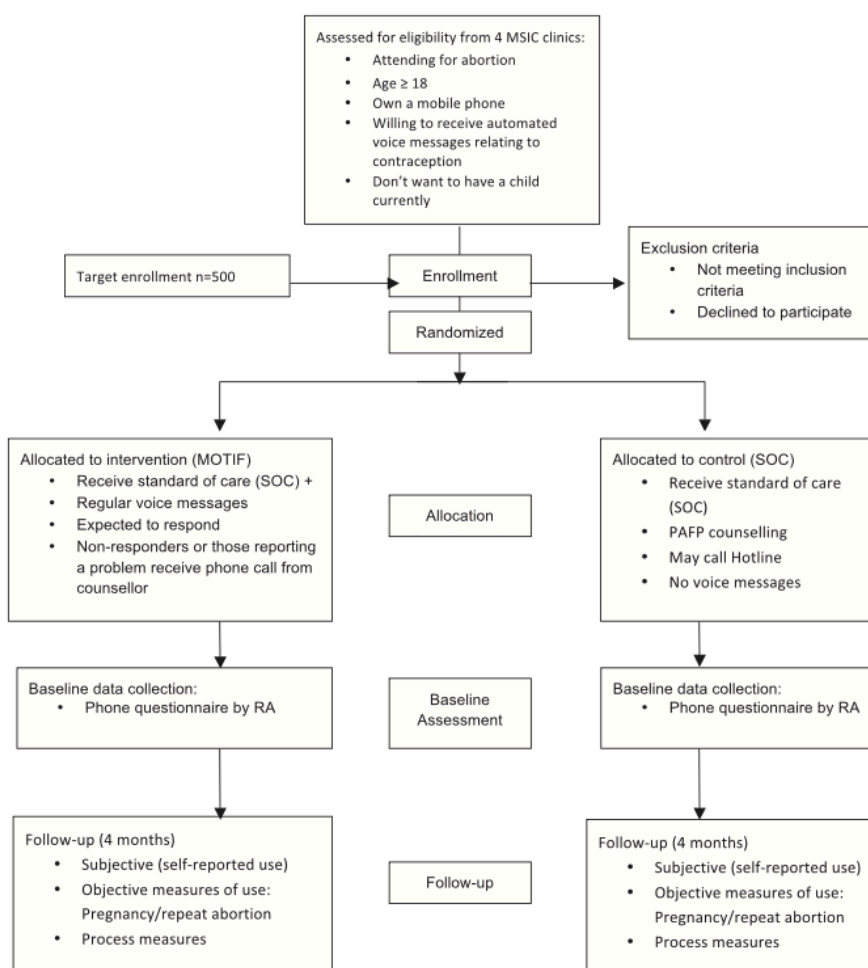 Assessed for eligibility from 4 MSIC clinics:
• Attending for abortion
• Age ≥ 18
• Own a mobile phone
• Willing to receive automated
voice messages relating to
contraception
• Don't want to have a child
currently
Target enrollment n=500
Enrollment
Exclusion criteria
• Not meeting inclusion
criteria
• Declined to participate
Randomized
Allocated to intervention (MOTIF)
• Receive standard of care (SOC) +
• Regular voice messages
• Expected to respond
• Non-responders or those reporting
a problem receive phone call from
counsellor
Allocation
Allocated to control (SOC)
• Receive standard of care
(SOC)
• PAFP counselling
• May call Hotline
• No voice messages
Baseline data collection:
• Phone questionnaire by RA
Baseline
Assessment
Baseline data collection:
• Phone questionnaire by RA
Follow-up (4 months)
• Subjective (self-reported use)
• Objective measures of use:
Pregnancy/repeat abortion
• Process measures
Follow-up
Follow-up (4 months)
• Subjective (self-reported use)
• Objective measures of use:
Pregnancy/repeat abortion
• Process measures